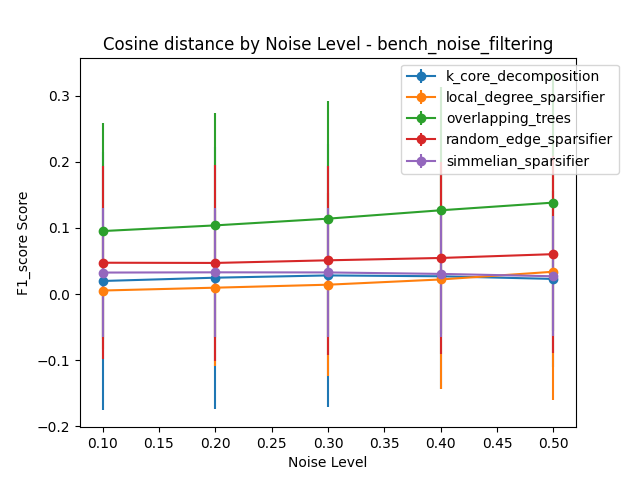 Cosine distance by Noise Level - bench_noise_filtering
k_core_decomposition
local_degree_sparsifier
overlapping_trees
random_edge_sparsifier
simmelian_sparsifier
F1_score Score
0.3
0.2
0.1
0.0
−0.1
−0.2
0.10 0.15 0.20 0.25 0.30 0.35 0.40 0.45 0.50
Noise Level